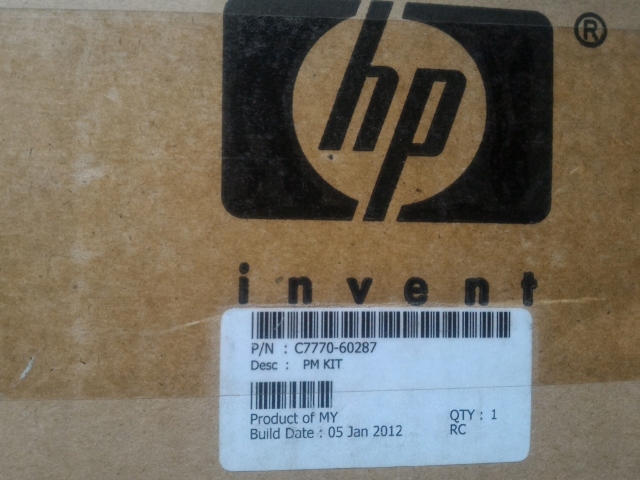 hp ®
invent
P/N : C7770-60287
Desc : PM KIT
Product of MY
QTY : 1
Build Date : 05 Jan 2012
RC